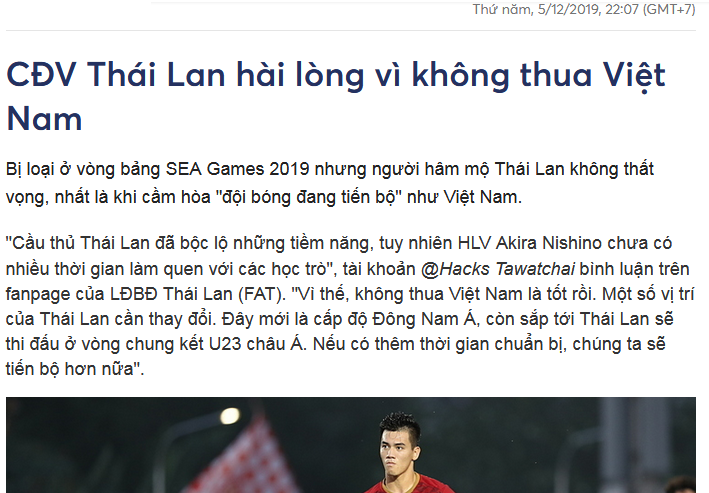 Thứ năm, 5/12/2019, 22:07 (GMT+7)
CĐV Thái Lan hài lòng vì không thua Việt
Nam
Bị loại ở vòng bảng SEA Games 2019 nhưng người hâm mộ Thái Lan không thất
vọng, nhất là khi cầm hòa "đội bóng đang tiến bộ" như Việt Nam.
"Cầu thủ Thái Lan đã bộc lộ những tiềm năng, tuy nhiên HLV Akira Nishino chưa có
nhiều thời gian làm quen với các học trò", tài khoản @Hacks Tawatchai bình luận trên
fanpage của LĐBĐ Thái Lan (FAT). "Vì thế, không thua Việt Nam là tốt rồi. Một số vị trí
của Thái Lan cần thay đổi. Đây mới là cấp độ Đông Nam Á, còn sắp tới Thái Lan sẽ
thi đấu ở vòng chung kết U23 châu Á. Nếu có thêm thời gian chuẩn bị, chúng ta sẽ
tiến bộ hơn nữa".